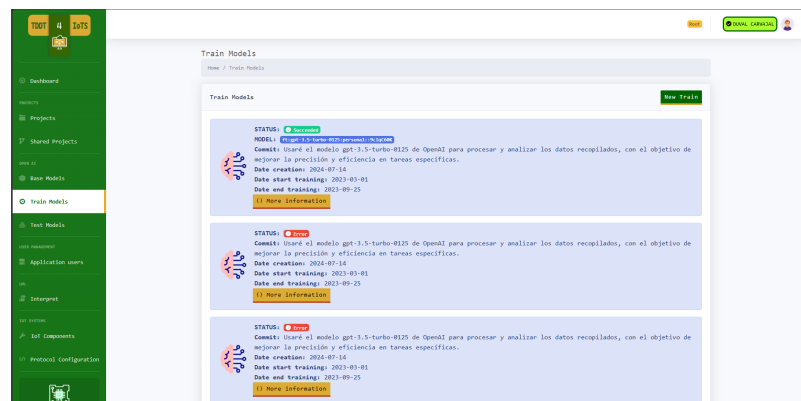 TDDT 4 IoTS
Root
DUVAL CARVAJAL
Dashboard
PROJECTS
Projects
Shared Projects
OPEN AI
Base Models
Train Models
Test Models
USER MANAGEMENT
Application users
UML
Interpret
IOT SYSTEMS
IoT Components
Protocol Configuration
Train Models
Home / Train Models
Train Models
New Train
STATUS: Succeeded
MODEL:
Commit: Usaré el modelo gpt-3.5-turbo-0125 de OpenAI para procesar y analizar los datos recopilados, con el objetivo de
mejorar la precisión y eficiencia en tareas específicas.
Date creation: 2024-07-14
Date start training: 2023-03-01
Date end training: 2023-09-25
() More information
STATUS: Error
Commit: Usaré el modelo gpt-3.5-turbo-0125 de OpenAI para procesar y analizar los datos recopilados, con el objetivo de
mejorar la precisión y eficiencia en tareas específicas.
Date creation: 2024-07-14
Date start training: 2023-03-01
Date end training: 2023-09-25
() More information
STATUS: Error
Commit: Usaré el modelo gpt-3.5-turbo-0125 de OpenAI para procesar y analizar los datos recopilados, con el objetivo de
mejorar la precisión y eficiencia en tareas específicas.
Date creation: 2024-07-14
Date start training: 2023-03-01
Date end training: 2023-09-25
() More information